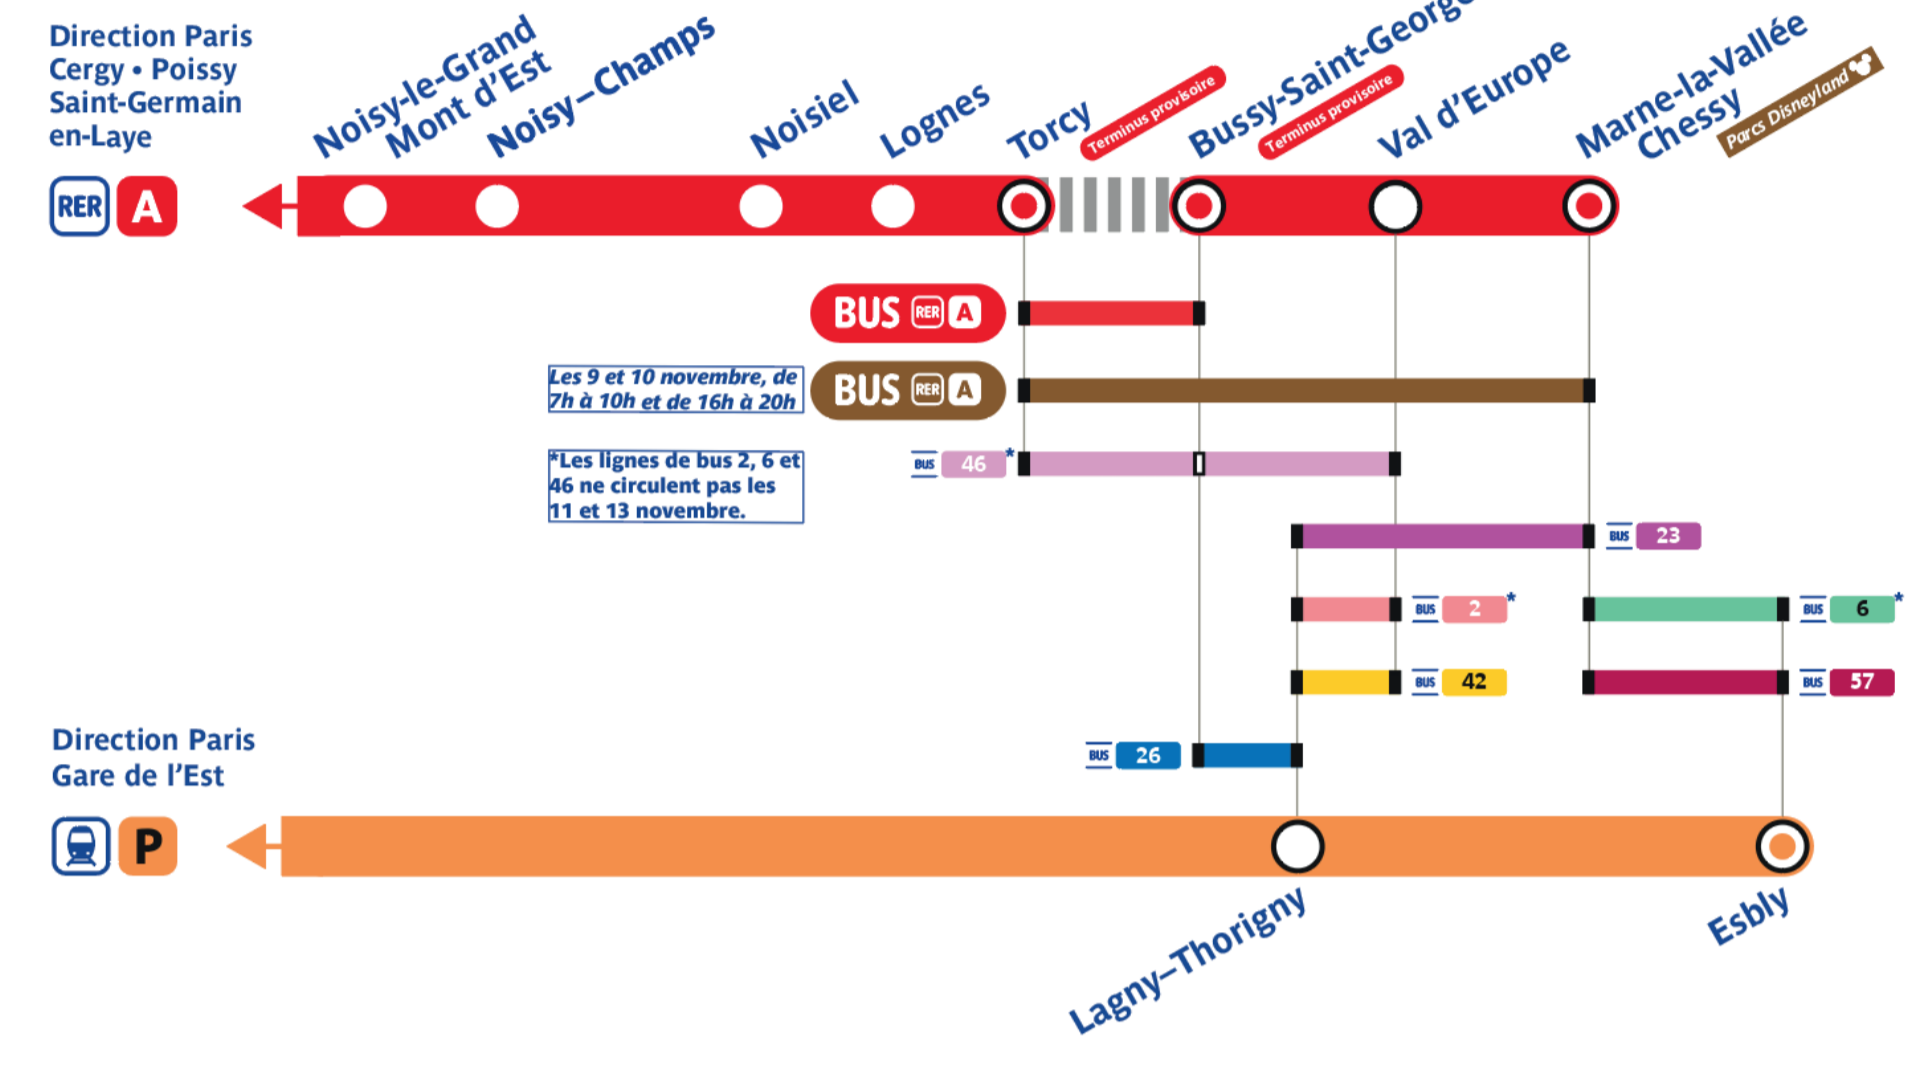 Direction Paris
Cergy • Poissy
Saint-Germain
en-Laye
RER A
Noisy-le-Grand
Mont d'Est
Noisy–Champs
Noisiel
Lognes
Torcy
Terminus provisoire
Bussy-Saint-George
Terminus provisoire
Val d'Europe
Marne-la-Vallée
Chessy
Parcs Disneyland
BUS RER A
Les 9 et 10 novembre, de
7h à 10h et de 16h à 20h
BUS RER A
*Les lignes de bus 2, 6 et
46 ne circulent pas les
11 et 13 novembre.
BUS 46*
BUS 23
BUS 2*
BUS 6*
BUS 42
BUS 57
BUS 26
Direction Paris
Gare de l'Est
P
Lagny–Thorigny
Esbly